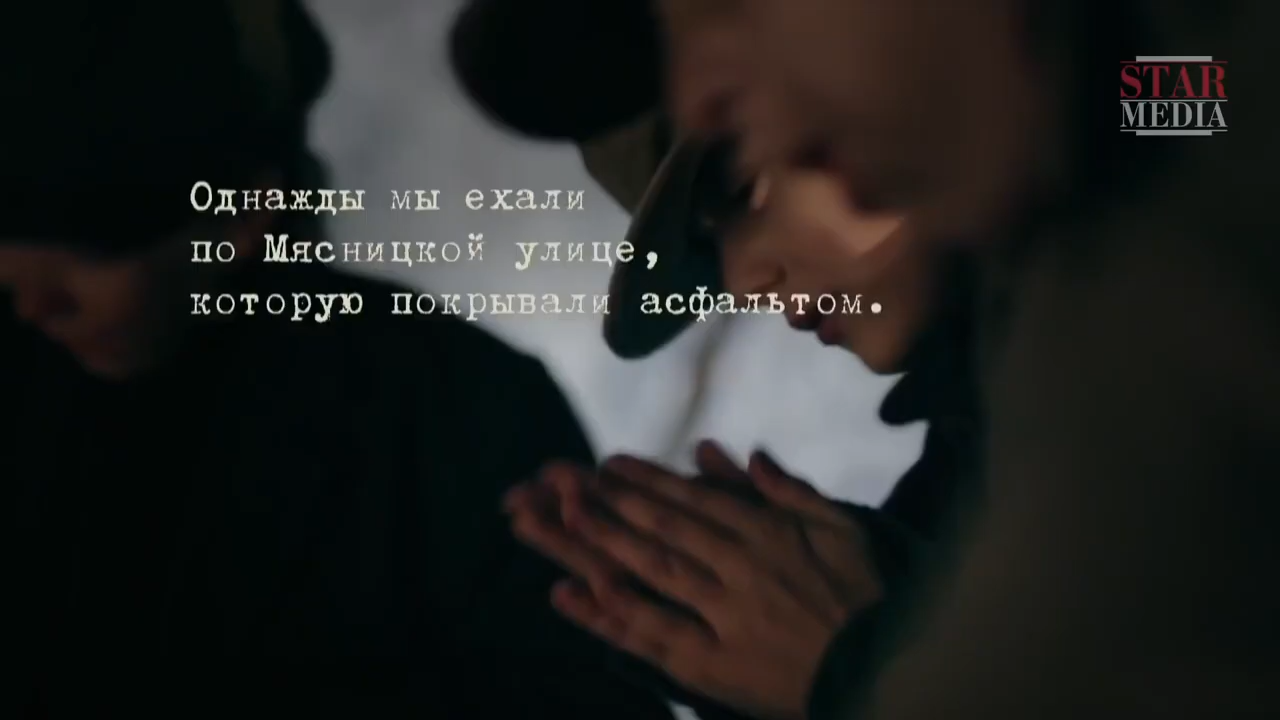 STAR
MEDIA
Однажды мы ехали
по Мясницкой улице,
которую покрывали асфальтом.